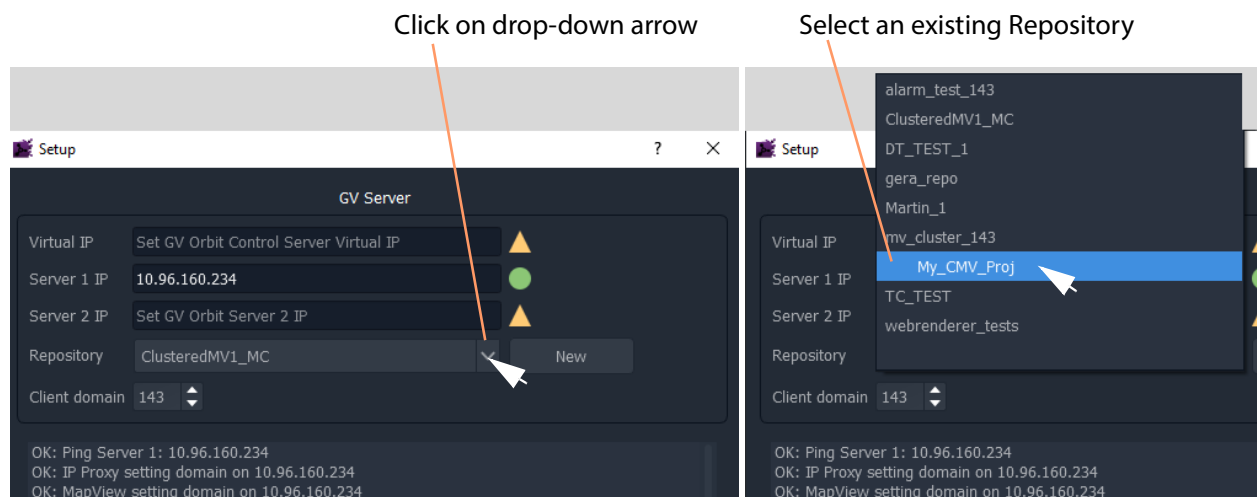 Click on drop-down arrow
Select an existing Repository
Setup
?
GV Server
Virtual IP
Set GV Orbit Control Server Virtual IP
Server 1 IP
10.96.160.234
Server 2 IP
Set GV Orbit Server 2 IP
Repository
ClusteredMV1_MC
New
Client domain
143
OK: Ping Server 1: 10.96.160.234
OK: IP Proxy setting domain on 10.96.160.234
OK: MapView setting domain on 10.96.160.234
Setup
alarm_test_143
ClusteredMV1_MC
DT_TEST_1
gera_repo
Martin_1
mv_cluster_143
My_CMV_Proj
TC_TEST
webrenderer_tests
Virtual IP
Server 1 IP
Server 2 IP
Repository
Client domain
143
OK: Ping Server 1: 10.96.160.234
OK: IP Proxy setting domain on 10.96.160.234
OK: MapView setting domain on 10.96.160.234